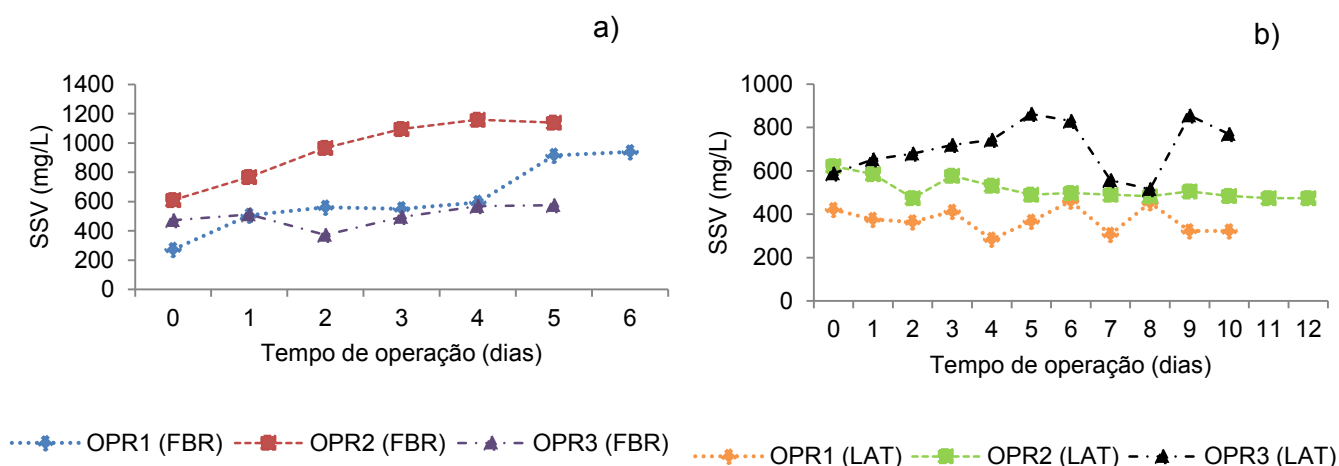 a)
1400
1200
1000
800
600
400
200
0
SSV (mg/L)
0 1 2 3 4 5 6
Tempo de operação (dias)
OPR1 (FBR) OPR2 (FBR) OPR3 (FBR)
b)
1000
800
600
400
200
0
SSV (mg/L)
0 1 2 3 4 5 6 7 8 9 10 11 12
Tempo de operação (dias)
OPR1 (LAT) OPR2 (LAT) OPR3 (LAT)